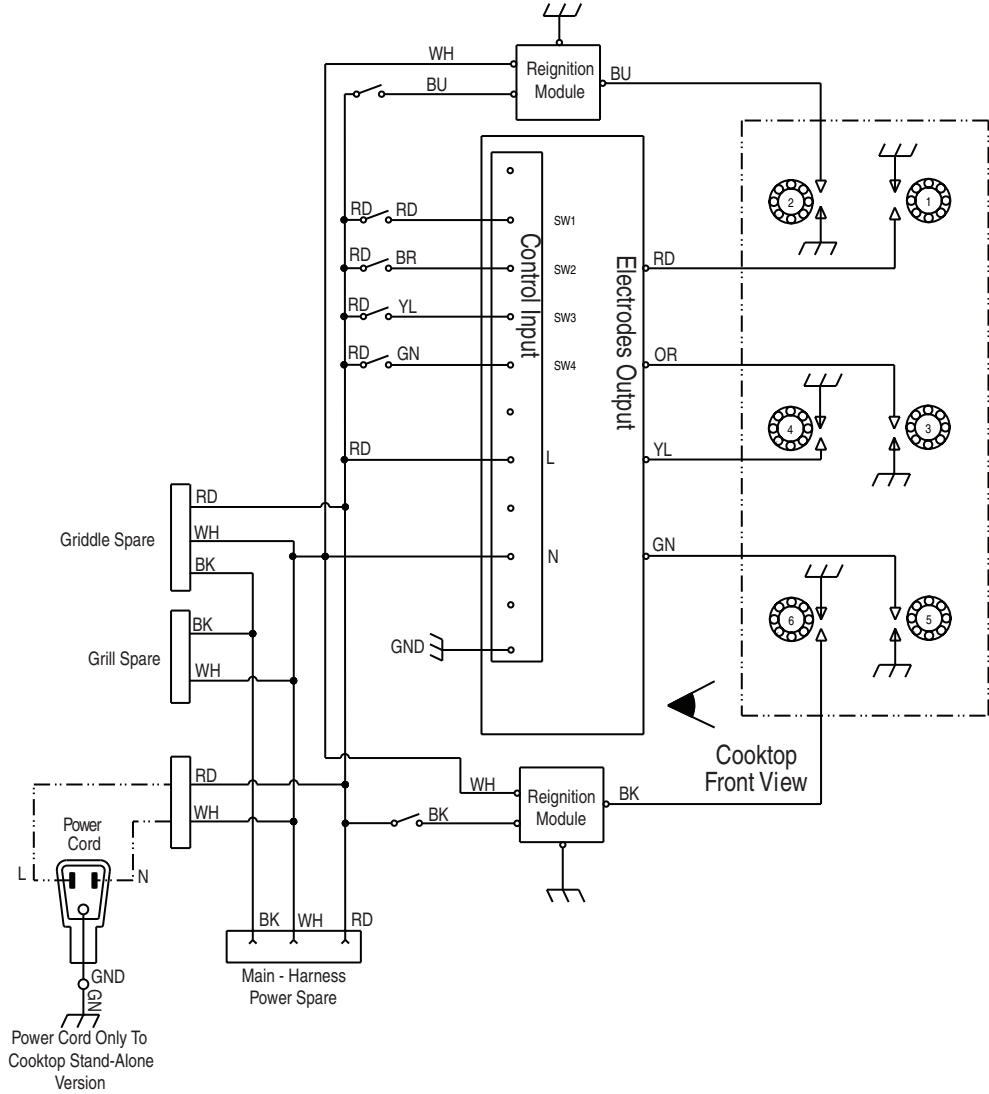 WH
Reignition
Module
BU
BU
2
1
RD
RD
SW1
RD
BR
SW2
RD
RD
YL
SW3
RD
GN
SW4
OR
Control Input
Electrodes Output
4
3
RD
L
YL
RD
Griddle Spare
WH
N
GN
BK
BK
Grill Spare
WH
GND
6
5
Cooktop
Front View
RD
WH
Reignition
Module
BK
WH
BK
Power
Cord
L
N
BK
WH
RD
Main - Harness
Power Spare
GND
GN
Power Cord Only To
Cooktop Stand-Alone
Version